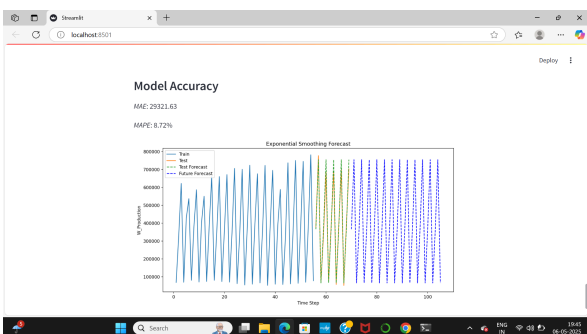 Streamlit
localhost:8501
Deploy
Model Accuracy
MAE: 29321.63
MAPE: 8.72%
Exponential Smoothing Forecast
800000
700000
600000
500000
400000
300000
200000
100000
W_Production
Train
Test
Test Forecast
Future Forecast
0 20 40 60 80 100
Time Step
Search
ENG
IN
19:45
06-05-2025